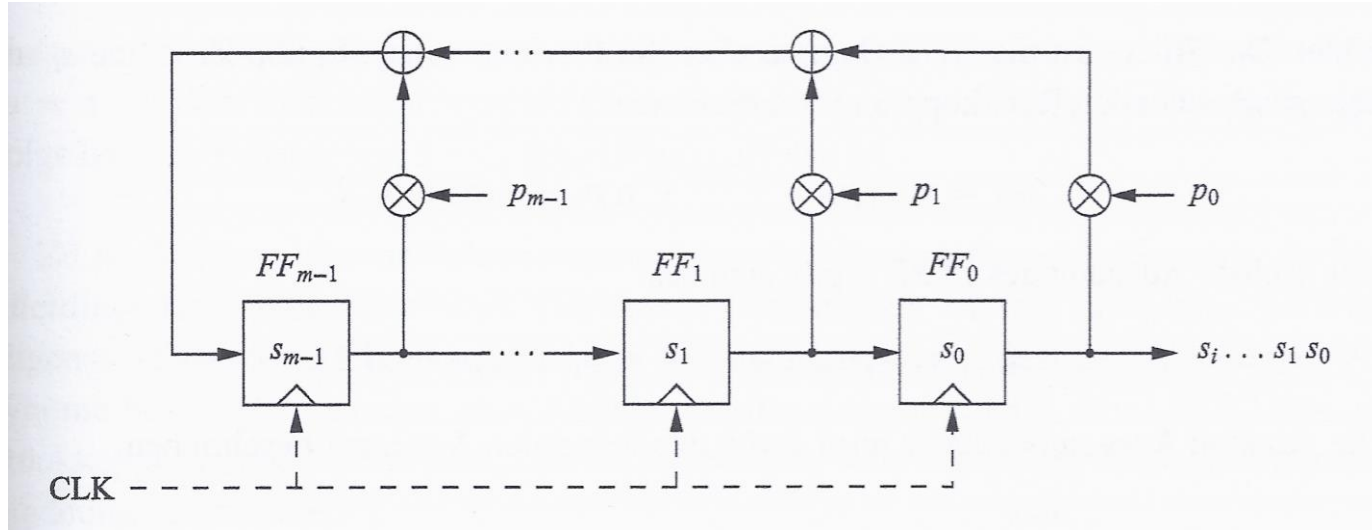 p_{m-1} p_1 p_0
FF_{m-1} FF_1 FF_0
s_{m-1} ... s_1 s_0 s_i ... s_1 s_0
CLK